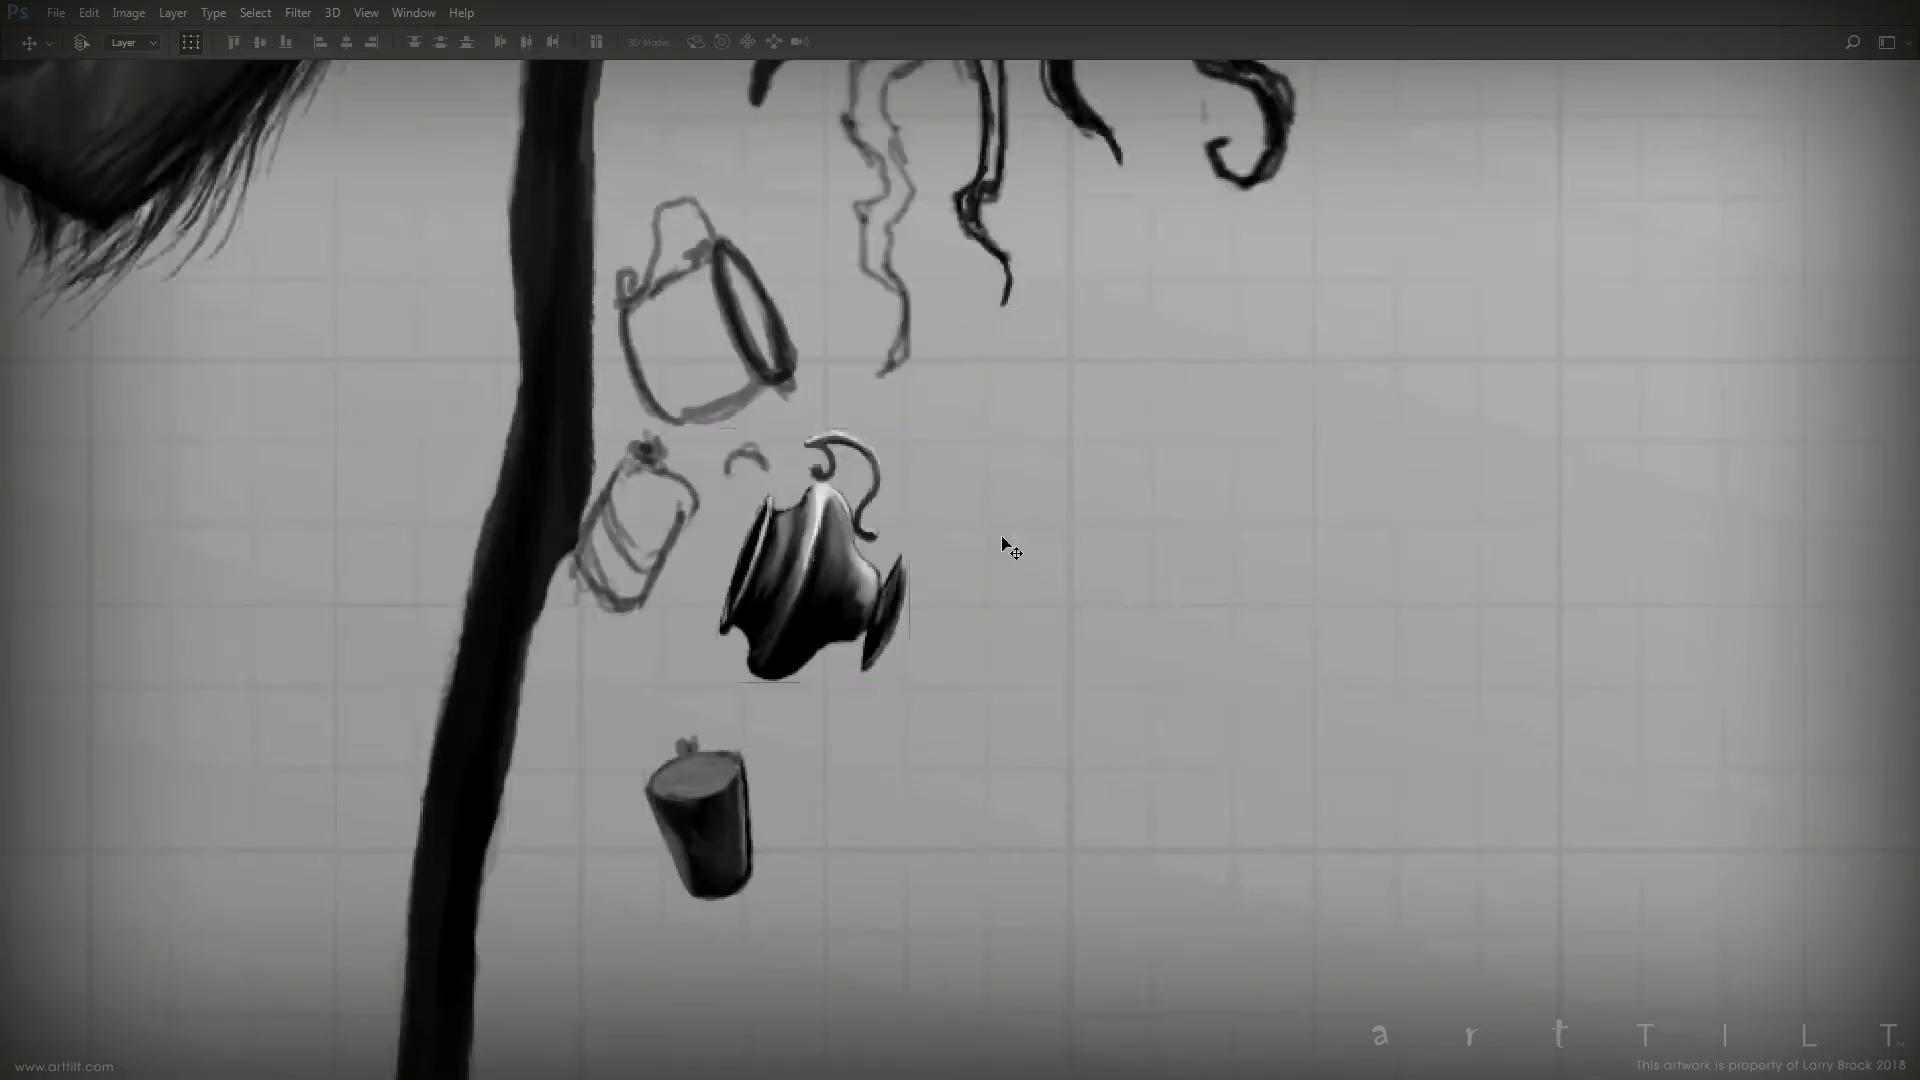 Ps File Edit Image Layer Type Select Filter 3D View Window Help
Layer 3D Mode:
a r t T I L T
www.arttilt.com
This artwork is property of Larry Brock 2018